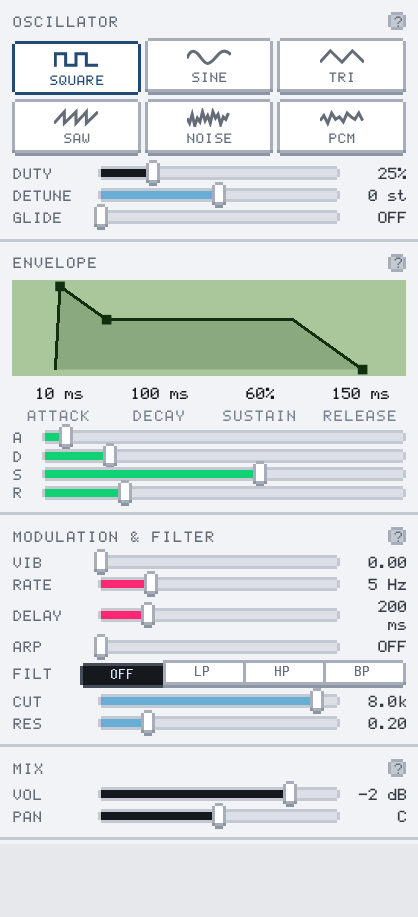 OSCILLATOR ?
SQUARE SINE TRI
SAW NOISE PCM
DUTY 25%
DETUNE 0 st
GLIDE OFF
ENVELOPE ?
10 ms 100 ms 60% 150 ms
ATTACK DECAY SUSTAIN RELEASE
A
D
S
R
MODULATION & FILTER ?
VIB 0.00
RATE 5 Hz
DELAY 200
ms
ARP OFF
FILT OFF LP HP BP
CUT 8.0k
RES 0.20
MIX ?
VOL -2 dB
PAN C